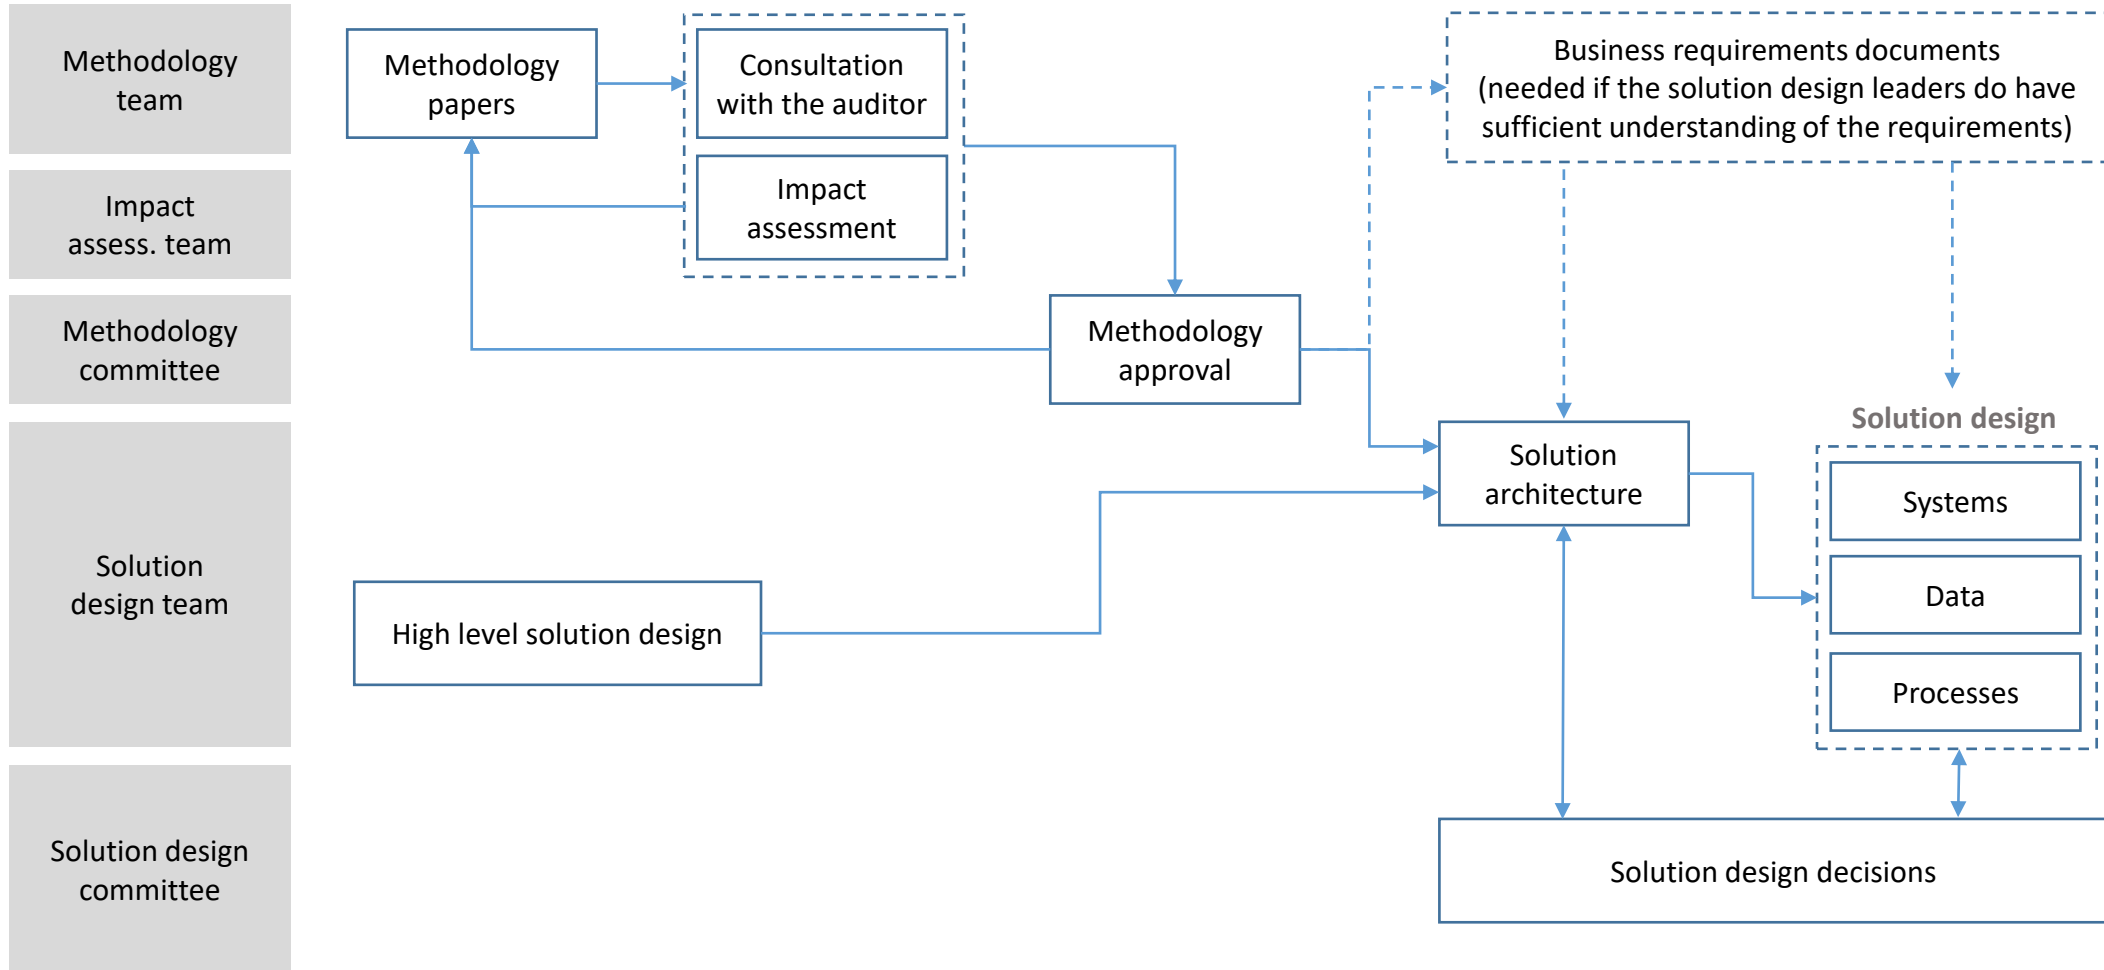 Methodology
team
Methodology
papers
Consultation
with the auditor
Business requirements documents
(needed if the solution design leaders do have
sufficient understanding of the requirements)
Impact
assess. team
Impact
assessment
Methodology
committee
Methodology
approval
Solution
design team
High level solution design
Solution
architecture
Solution design
Systems
Data
Processes
Solution design
committee
Solution design decisions